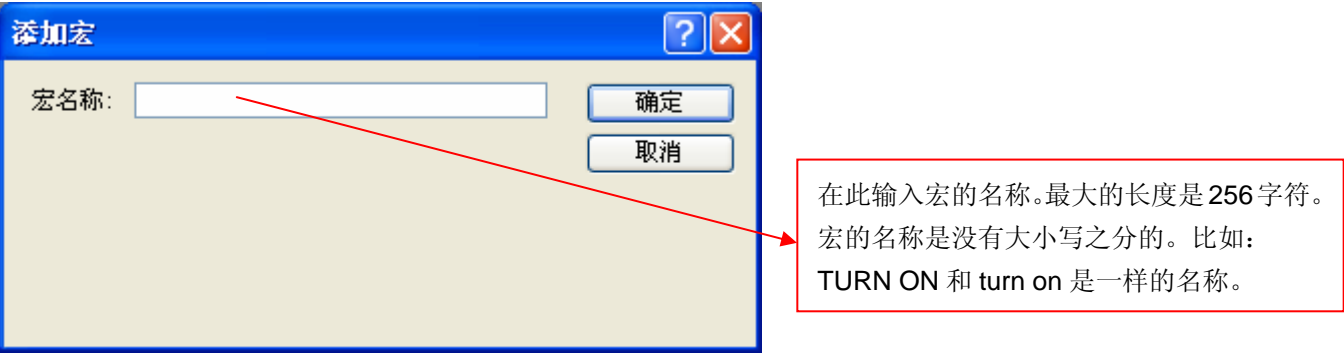 添加宏
宏名称:
确定
取消
在此输入宏的名称。最大的长度是256字符。
宏的名称是没有大小写之分的。比如：
TURN ON 和 turn on 是一样的名称。